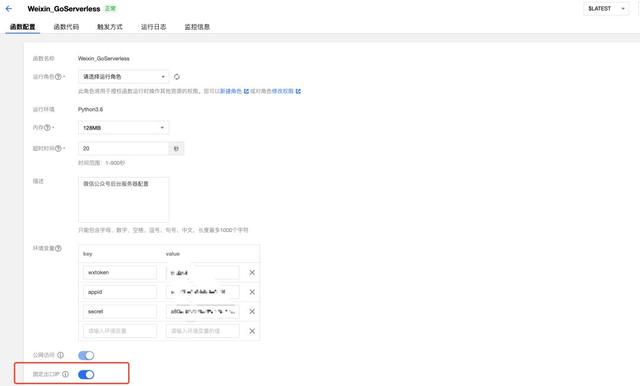 Weixin_GoServerless 正常
$LATEST
函数配置 函数代码 触发方式 运行日志 监控信息
函数名称 Weixin_GoServerless
运行角色 * 请选择运行角色
此角色将用于授权函数运行时操作其他资源的权限。您可以新建角色 或对角色修改权限
运行环境 Python3.6
内存 * 128MB
超时时间 * 20 秒
时间范围：1-900秒
描述 微信公众号后台服务器配置
只能包含字母、数字、空格、逗号、句号、中文，长度最多1000个字符
环境变量 key value
wxtoken
appid
secret
请输入环境变量 请输入环境变量的值
公网访问
固定出口IP